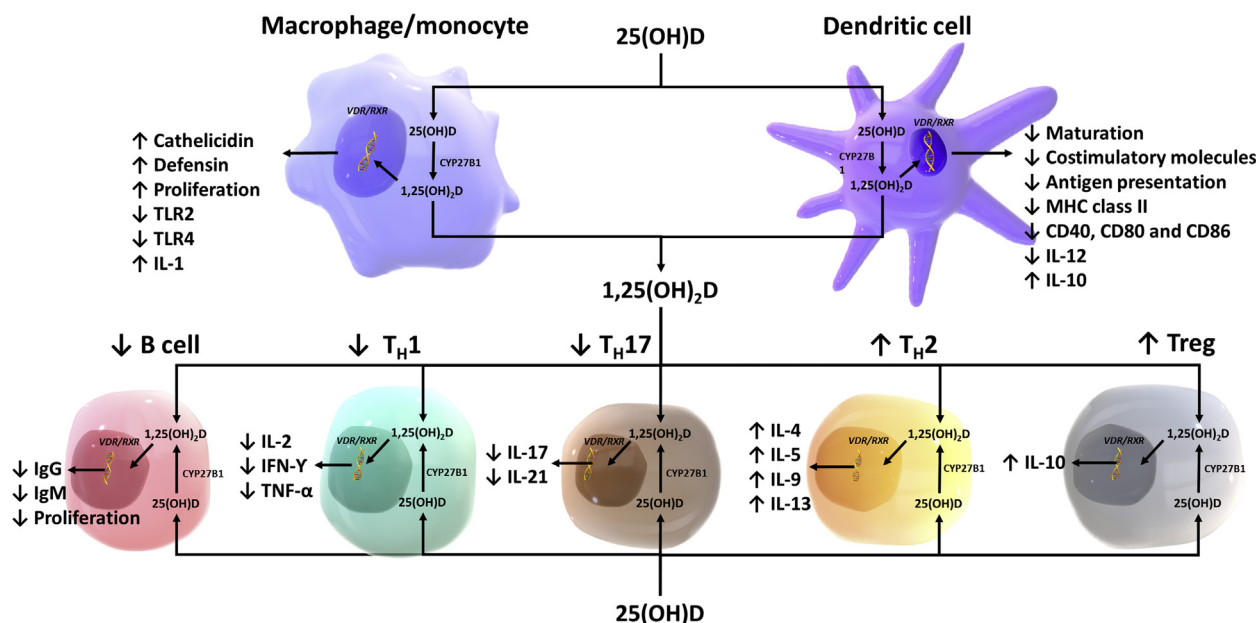 Macrophage/monocyte
25(OH)D
Dendritic cell
VDR/RXR
25(OH)D
CYP27B1
1,25(OH)₂D
↑ Cathelicidin
↑ Defensin
↑ Proliferation
↓ TLR2
↓ TLR4
↑ IL-1
VDR/RXR
25(OH)D
CYP27B
1
1,25(OH)₂D
↓ Maturation
↓ Costimulatory molecules
↓ Antigen presentation
↓ MHC class II
↓ CD40, CD80 and CD86
↓ IL-12
↑ IL-10
1,25(OH)₂D
↓ B cell
↓ TH1
↓ TH17
↑ TH2
↑ Treg
VDR/RXR
1,25(OH)₂D
CYP27B1
25(OH)D
↓ IgG
↓ IgM
↓ Proliferation
VDR/RXR
1,25(OH)₂D
CYP27B1
25(OH)D
↓ IL-2
↓ IFN-Y
↓ TNF-α
VDR/RXR
1,25(OH)₂D
CYP27B1
25(OH)D
↓ IL-17
↓ IL-21
VDR/RXR
1,25(OH)₂D
CYP27B1
25(OH)D
↑ IL-4
↑ IL-5
↑ IL-9
↑ IL-13
VDR/RXR
1,25(OH)₂D
CYP27B1
25(OH)D
↑ IL-10
25(OH)D